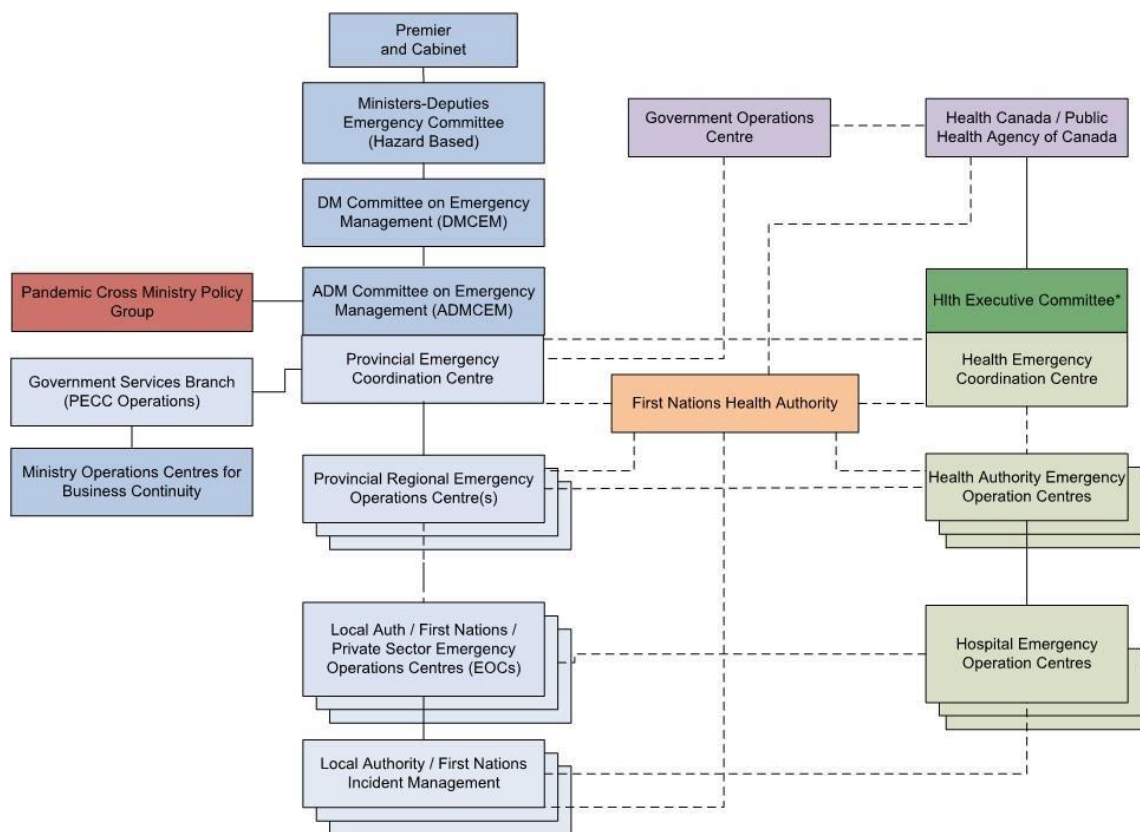 Premier
and Cabinet
Ministers-Deputies
Emergency Committee
(Hazard Based)
Government Operations
Centre
Health Canada / Public
Health Agency of Canada
DM Committee on Emergency
Management (DMCEM)
Pandemic Cross Ministry Policy
Group
ADM Committee on Emergency
Management (ADMCEM)
Hlth Executive Committee*
Provincial Emergency
Coordination Centre
Health Emergency
Coordination Centre
Government Services Branch
(PECC Operations)
First Nations Health Authority
Ministry Operations Centres for
Business Continuity
Provincial Regional Emergency
Operations Centre(s)
Health Authority Emergency
Operation Centres
Local Auth / First Nations /
Private Sector Emergency
Operations Centres (EOCs)
Hospital Emergency
Operation Centres
Local Authority / First Nations
Incident Management